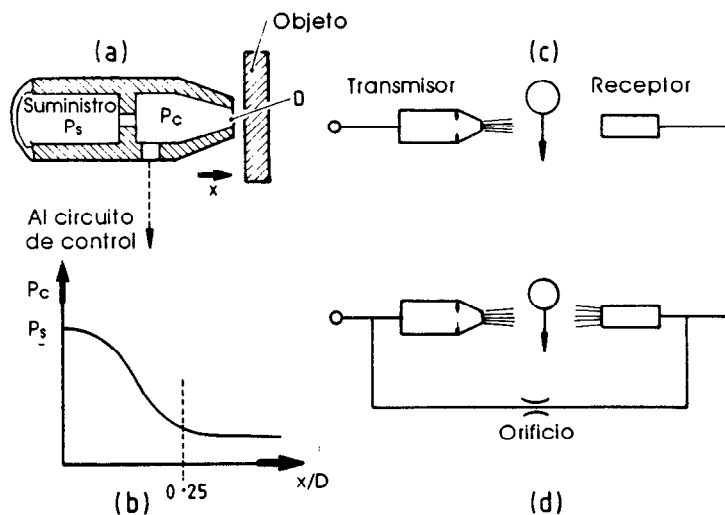 Objeto
(a)
(c)
Suministro
Ps
Pc
D
Transmisor
Receptor
x
Al circuito
de control
Pc
Ps
0·25
x/D
Orificio
(b)
(d)